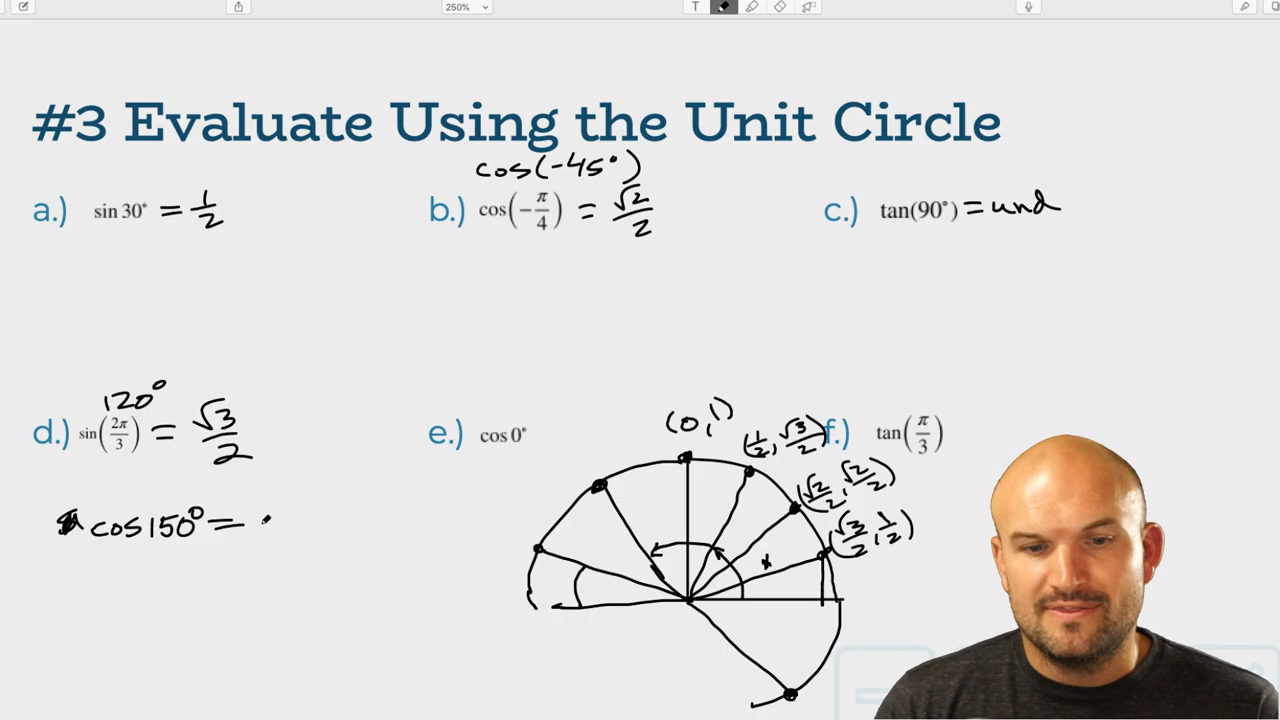 250%
T
#3 Evaluate Using the Unit Circle
cos(-45°)
a.) sin 30° = 1/2
b.) cos(-π/4) = √2/2
c.) tan(90°) = und
120°
d.) sin(2π/3) = √3/2
e.) cos 0°
f.) tan(π/3)
(0,1)
(1/2, √3/2)
(√2/2, √2/2)
(√3/2, 1/2)
cos150° =